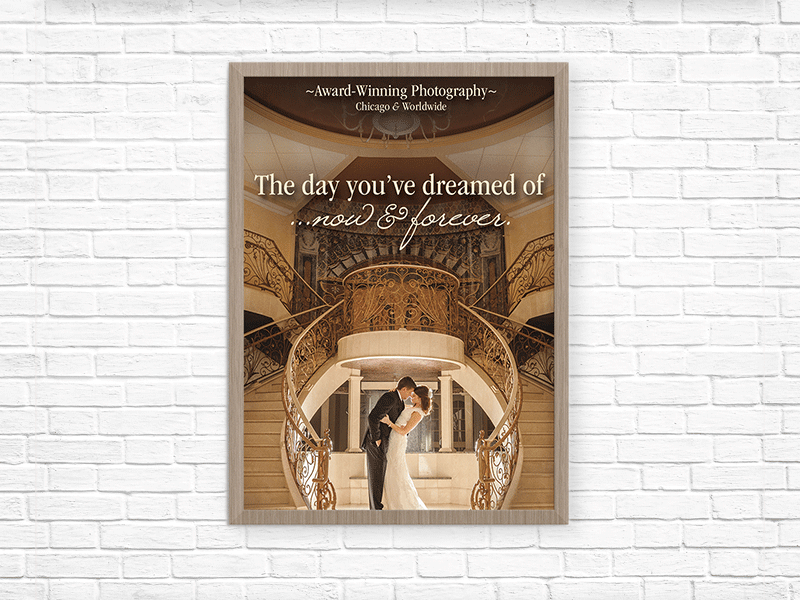 ~Award-Winning Photography~
Chicago & Worldwide
The day you've dreamed of
...now & forever.